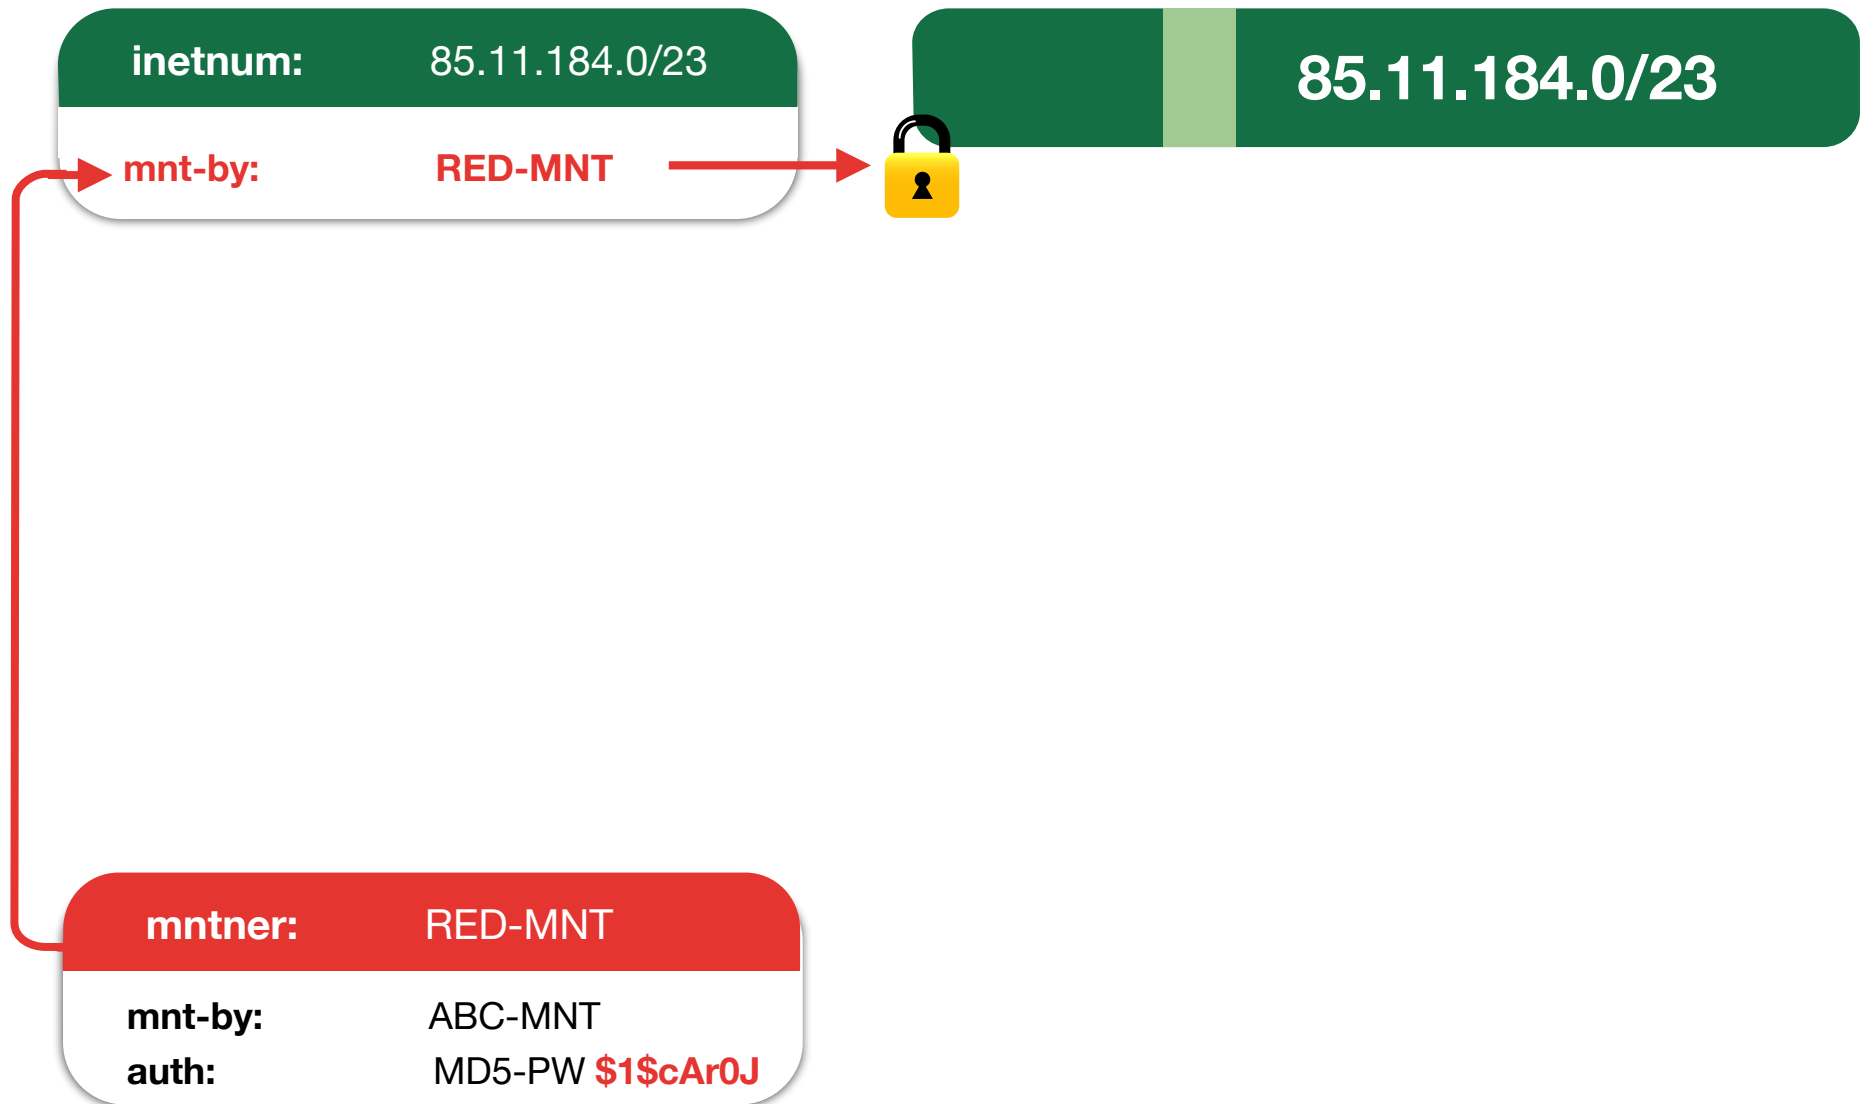 inetnum: 85.11.184.0/23
mnt-by: RED-MNT
85.11.184.0/23
mntner: RED-MNT
mnt-by: ABC-MNT
auth: MD5-PW $1$cAr0J